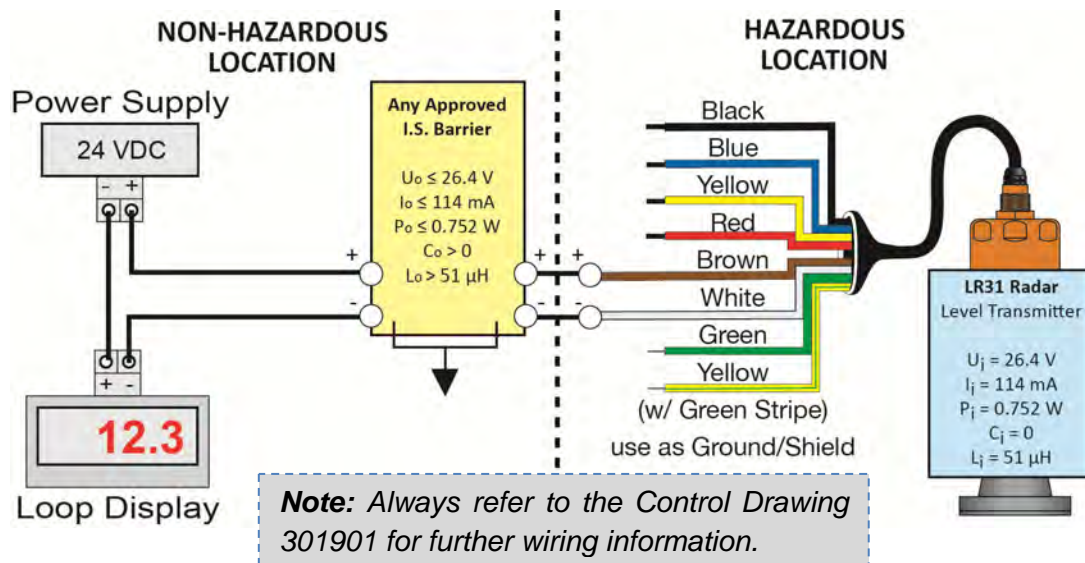 NON-HAZARDOUS
LOCATION
HAZARDOUS
LOCATION
Power Supply
24 VDC
- +
Any Approved
I.S. Barrier
Uo ≤ 26.4 V
Io ≤ 114 mA
Po ≤ 0.752 W
Co > 0
Lo > 51 µH
+
-
+ +
- -
Black
Blue
Yellow
Red
Brown
White
Green
Yellow
(w/ Green Stripe)
use as Ground/Shield
LR31 Radar
Level Transmitter
Ui = 26.4 V
Ii = 114 mA
Pi = 0.752 W
Ci = 0
Li = 51 µH
+ -
12.3
Loop Display
Note: Always refer to the Control Drawing
301901 for further wiring information.